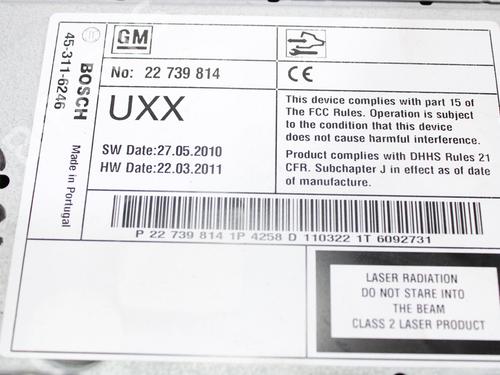 45-311-6246
BOSCH
Made in Portugal
GM
No: 22 739 814
UXX
SW Date:27.05.2010
HW Date:22.03.2011
CE
This device complies with part 15 of
The FCC Rules. Operation is subject
to the condition that this device
does not cause harmful interference.
Product complies with DHHS Rules 21
CFR. Subchapter J in effect as of date
of manufacture.
P 22 739 814 1P 4258 D 110322 1T 6092731
LASER RADIATION
DO NOT STARE INTO
THE BEAM
CLASS 2 LASER PRODUCT